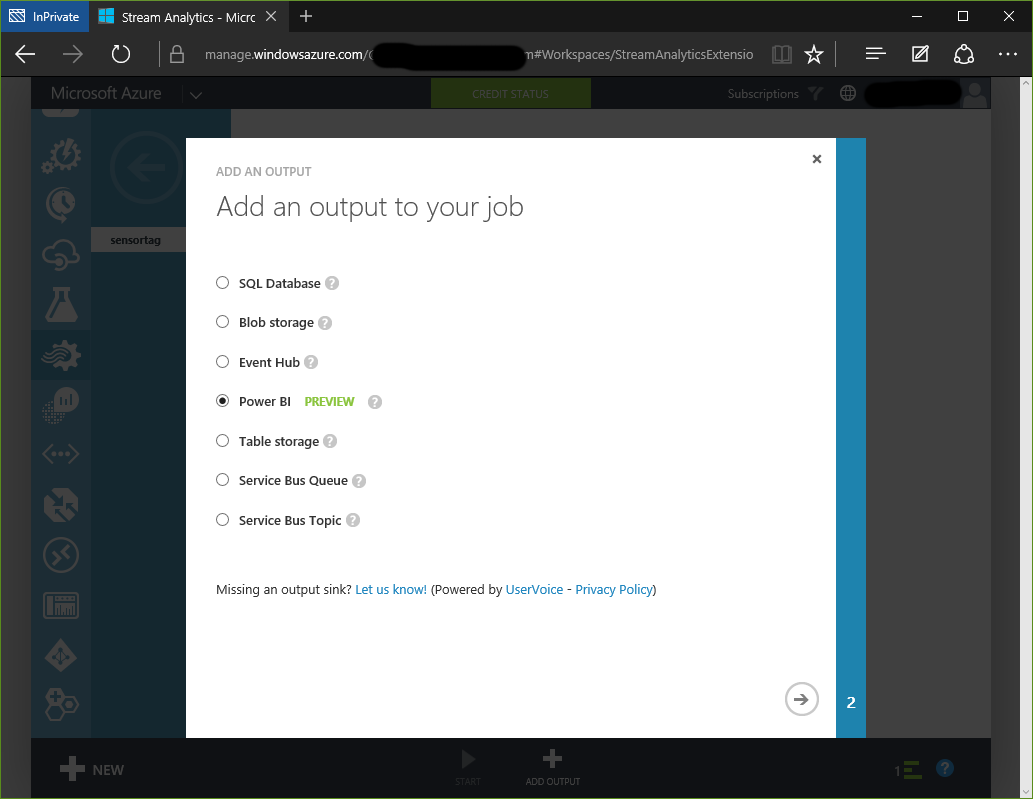 InPrivate
Stream Analytics - Micrc
manage.windowsazure.com/
m#Workspaces/StreamAnalyticsExtensio
Microsoft Azure
CREDIT STATUS
Subscriptions
sensortag
ADD AN OUTPUT
Add an output to your job
SQL Database ?
Blob storage ?
Event Hub ?
Power BI PREVIEW ?
Table storage ?
Service Bus Queue ?
Service Bus Topic ?
Missing an output sink? Let us know! (Powered by UserVoice - Privacy Policy)
2
NEW
START
ADD OUTPUT
1
?